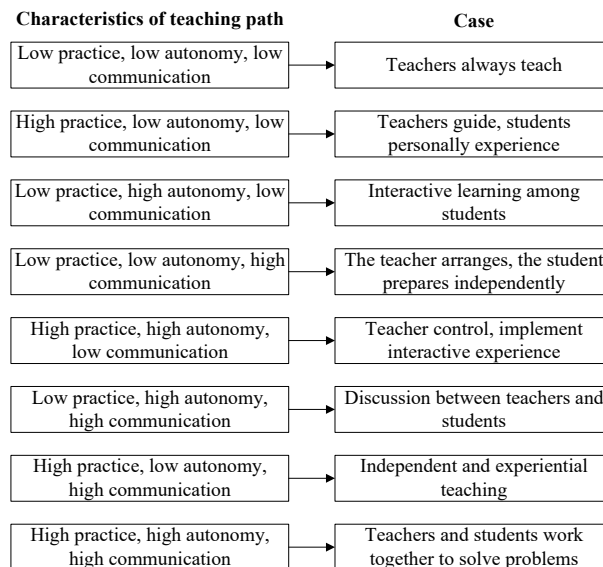 Characteristics of teaching path
Case
Low practice, low autonomy, low
communication
Teachers always teach
High practice, low autonomy, low
communication
Teachers guide, students
personally experience
Low practice, high autonomy, low
communication
Interactive learning among
students
Low practice, low autonomy, high
communication
The teacher arranges, the student
prepares independently
High practice, high autonomy,
low communication
Teacher control, implement
interactive experience
Low practice, high autonomy,
high communication
Discussion between teachers and
students
High practice, low autonomy,
high communication
Independent and experiential
teaching
High practice, high autonomy,
high communication
Teachers and students work
together to solve problems